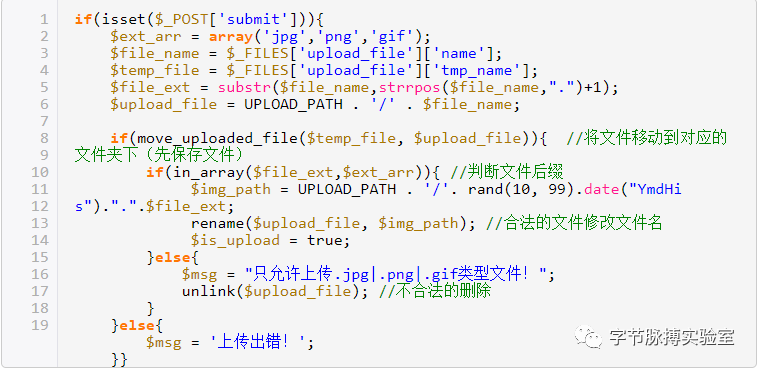 1 if(isset($_POST['submit'])){
2 $ext_arr = array('jpg','png','gif');
3 $file_name = $_FILES['upload_file']['name'];
4 $temp_file = $_FILES['upload_file']['tmp_name'];
5 $file_ext = substr($file_name,strrpos($file_name,".")+1);
6 $upload_file = UPLOAD_PATH . '/' . $file_name;
7
8 if(move_uploaded_file($temp_file, $upload_file)){ //将文件移动到对应的
9 文件夹下（先保存文件）
10 if(in_array($file_ext,$ext_arr)){ //判断文件后缀
11 $img_path = UPLOAD_PATH . '/'. rand(10, 99).date("YmdHi
12 s").".".$file_ext;
13 rename($upload_file, $img_path); //合法的文件修改文件名
14 $is_upload = true;
15 }else{
16 $msg = "只允许上传.jpg|.png|.gif类型文件！";
17 unlink($upload_file); //不合法的删除
18 }
19 }else{
$msg = '上传出错！';
}}
字节脉搏实验室